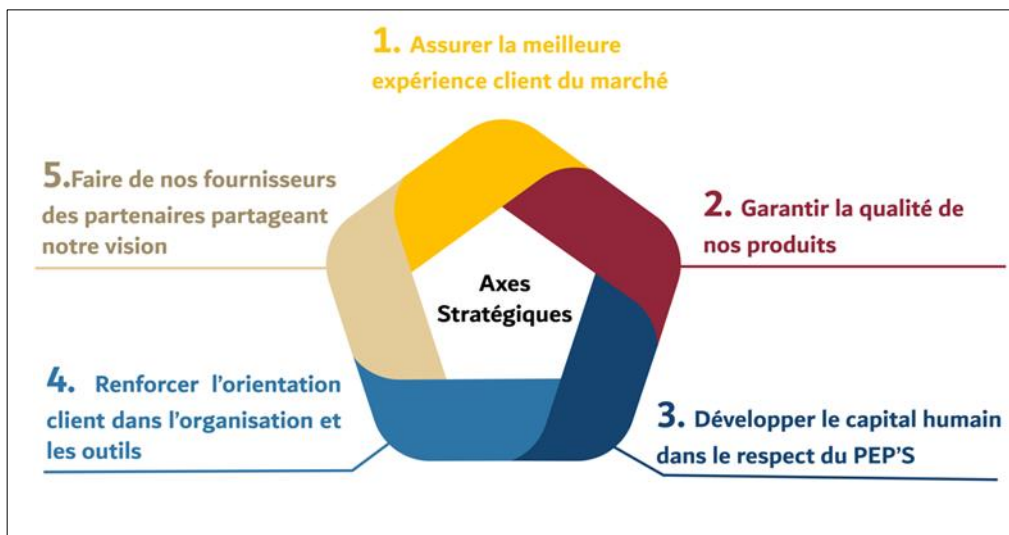 1. Assurer la meilleure
expérience client du marché
2. Garantir la qualité de
nos produits
3. Développer le capital humain
dans le respect du PEP’S
4. Renforcer l’orientation
client dans l’organisation et
les outils
5.Faire de nos fournisseurs
des partenaires partageant
notre vision
Axes
Stratégiques